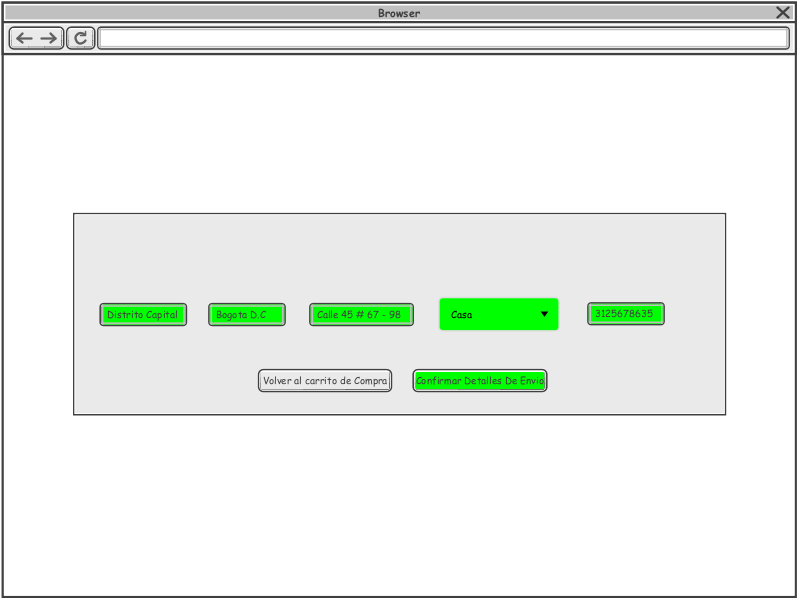 Browser
Distrito Capital
Bogota D.C
Calle 45 # 67 - 98
Casa
3125678635
Volver al carrito de Compra
Confirmar Detalles De Envio